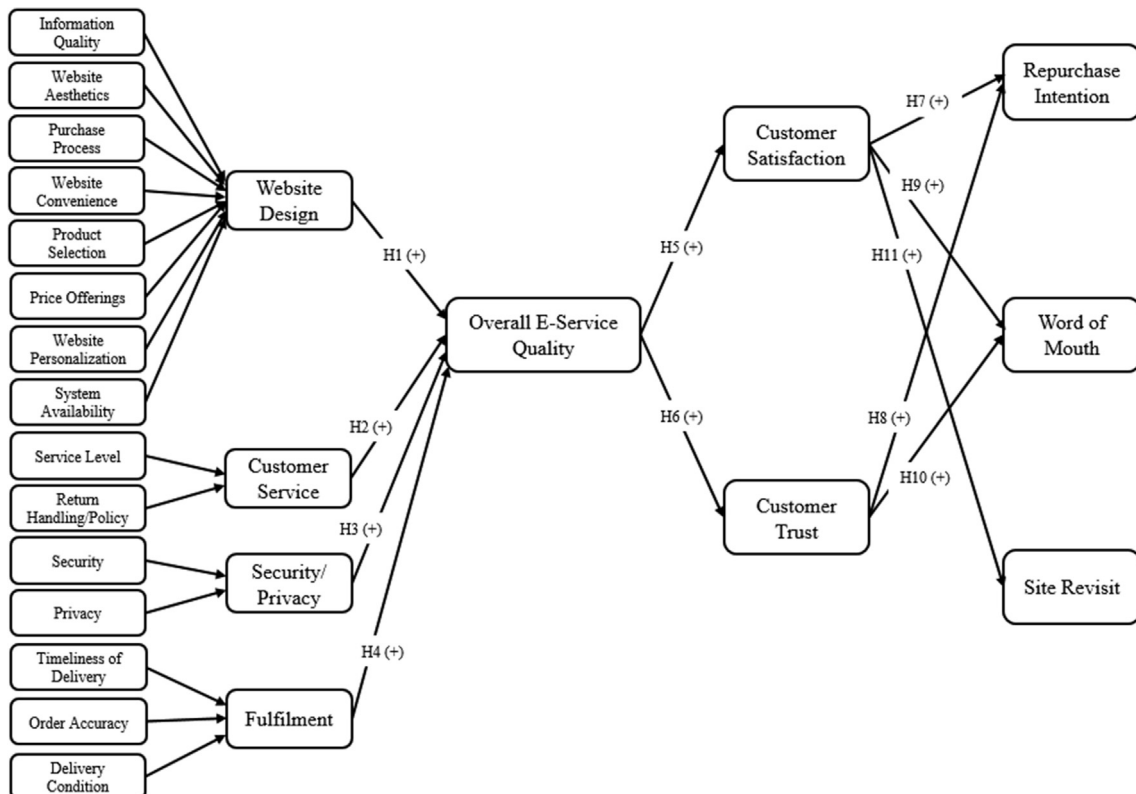 Information
Quality
Website
Aesthetics
Purchase
Process
Website
Convenience
Product
Selection
Price Offerings
Website
Personalization
System
Availability
Service Level
Return
Handling/Policy
Security
Privacy
Timeliness of
Delivery
Order Accuracy
Delivery
Condition
Website
Design
Customer
Service
Security/
Privacy
Fulfilment
H1 (+)
H2 (+)
H3 (+)
H4 (+)
Overall E-Service
Quality
H5 (+)
H6 (+)
Customer
Satisfaction
Customer
Trust
H7 (+)
H9 (+)
H11 (+)
H8 (+)
H10 (+)
Repurchase
Intention
Word of
Mouth
Site Revisit